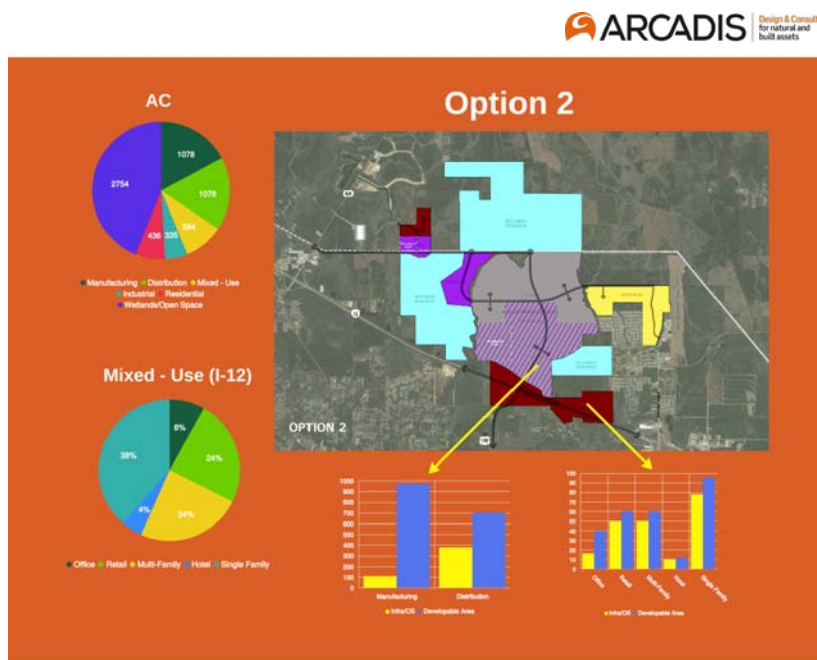 ARCADIS
Design & Consult
for natural and
built assets
AC
Option 2
2754
1078
1078
564
335
436
Manufacturing Distribution Mixed - Use
Industrial Residential
Wetlands/Open Space
Mixed - Use (I-12)
8%
24%
24%
4%
38%
Office Retail Multi-Family Hotel Single Family
12
190
OPTION 2
1000
900
800
700
600
500
400
300
200
100
0
Manufacturing Distribution
Infra/OS Developable Area
100
90
80
70
60
50
40
30
20
10
0
Office Retail Multi-Family Hotel Single Family
Infra/OS Developable Area